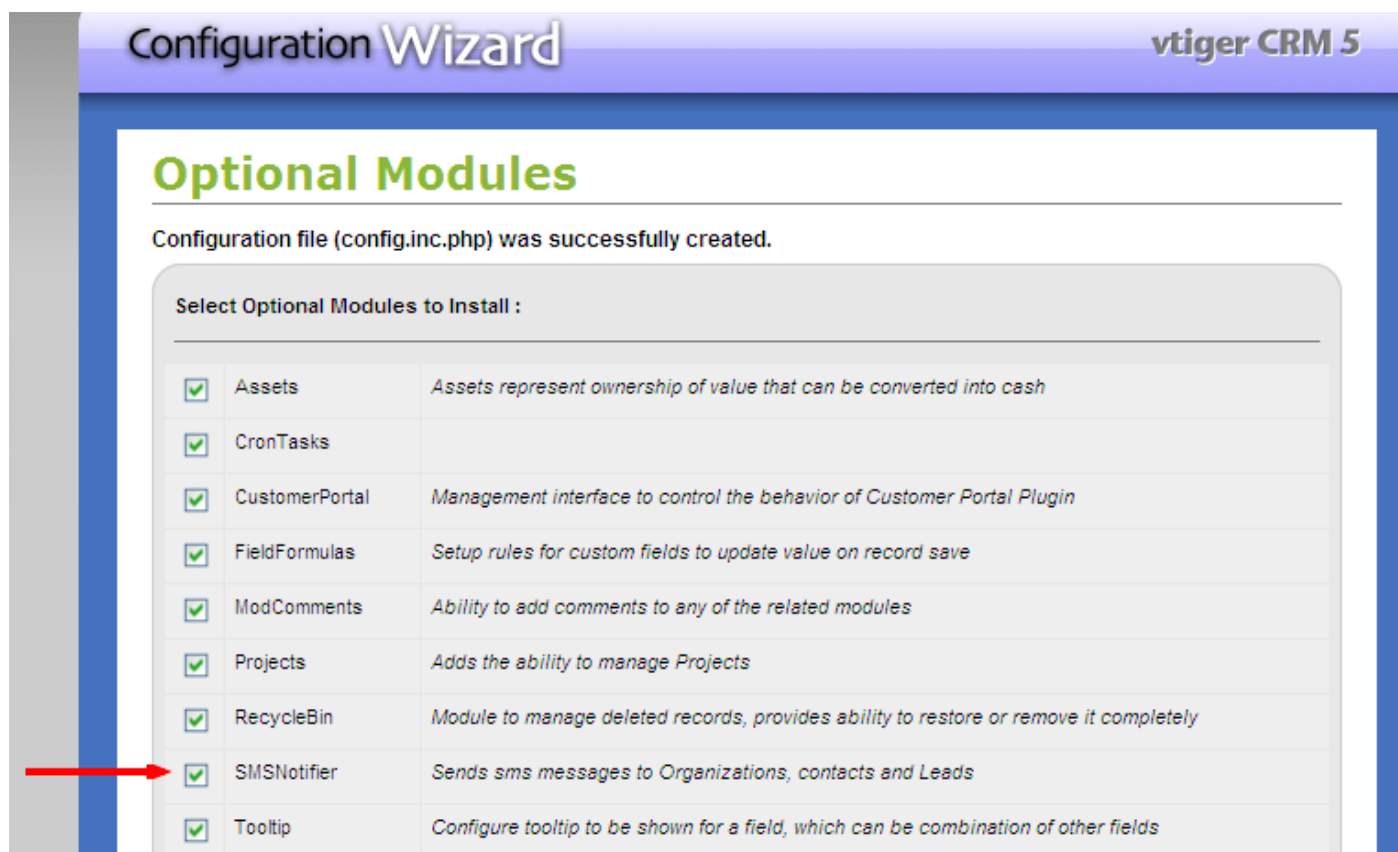 Configuration Wizard
vtiger CRM 5
Optional Modules
Configuration file (config.inc.php) was successfully created.
Select Optional Modules to Install :
Assets Assets represent ownership of value that can be converted into cash
CronTasks
CustomerPortal Management interface to control the behavior of Customer Portal Plugin
FieldFormulas Setup rules for custom fields to update value on record save
ModComments Ability to add comments to any of the related modules
Projects Adds the ability to manage Projects
RecycleBin Module to manage deleted records, provides ability to restore or remove it completely
SMSNotifier Sends sms messages to Organizations, contacts and Leads
Tooltip Configure tooltip to be shown for a field, which can be combination of other fields